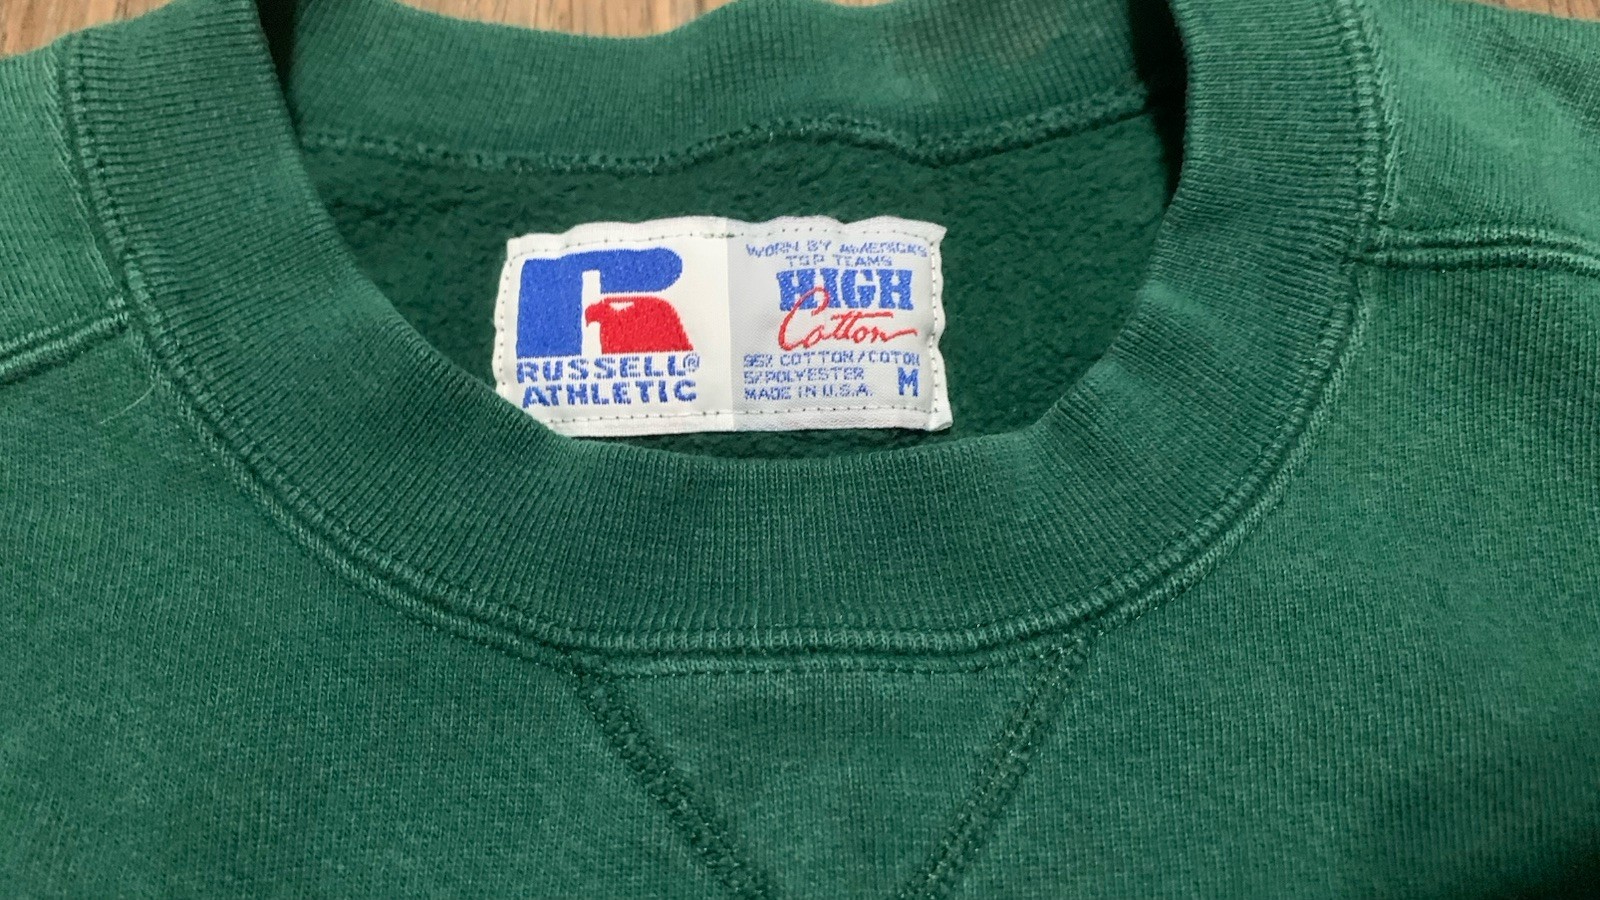 RUSSELL®
ATHLETIC
WORN BY AMERICA'S
TOP TEAMS
HIGH
Cotton
95% COTTON/COTON
5% POLYESTER
MADE IN U.S.A.
M